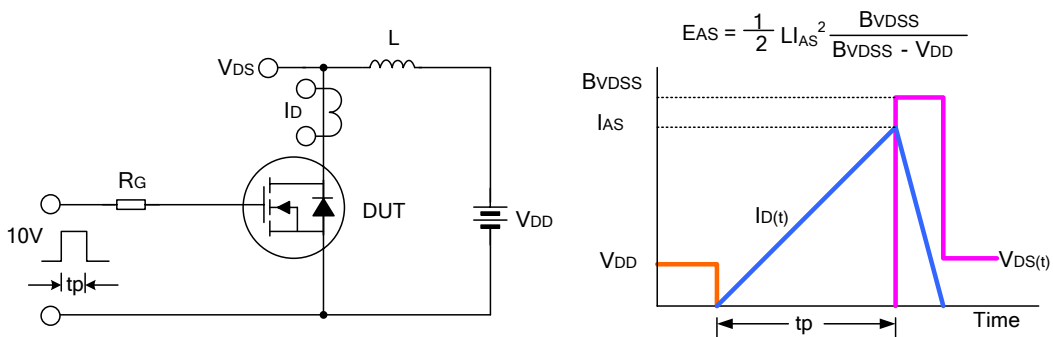 L
VDS
ID
RG
10V
tp
DUT
VDD
EAS = 1/2 LIAS² BVDSS / (BVDSS - VDD)
BVDSS
IAS
ID(t)
VDD
VDS(t)
tp
Time